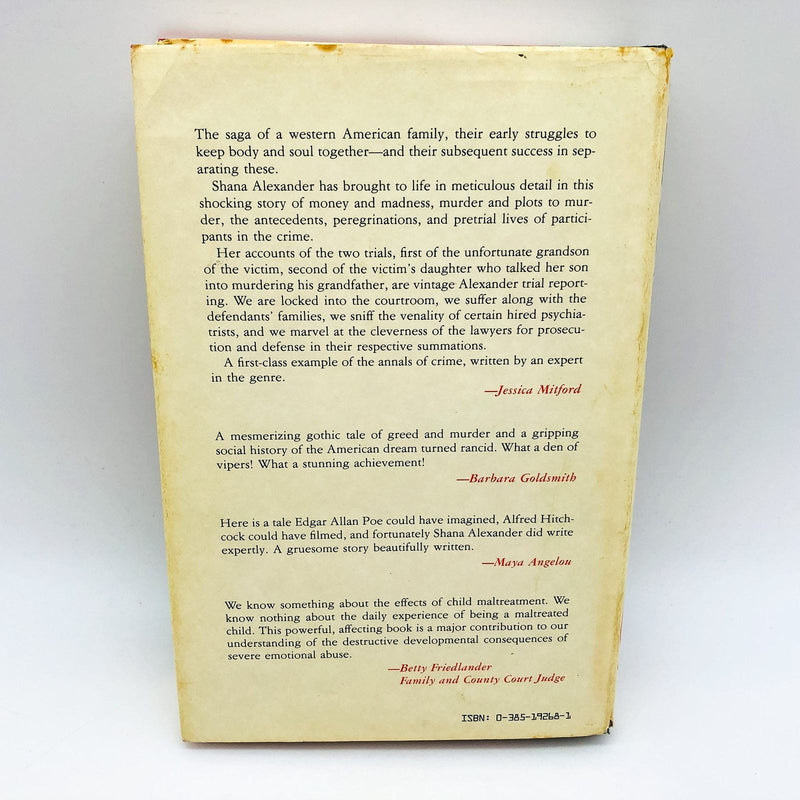 The saga of a western American family, their early struggles to
keep body and soul together—and their subsequent success in sep-
arating these.
Shana Alexander has brought to life in meticulous detail in this
shocking story of money and madness, murder and plots to mur-
der, the antecedents, peregrinations, and pretrial lives of partici-
pants in the crime.
Her accounts of the two trials, first of the unfortunate grandson
of the victim, second of the victim's daughter who talked her son
into murdering his grandfather, are vintage Alexander trial report-
ing. We are locked into the courtroom, we suffer along with the
defendants' families, we sniff the venality of certain hired psychia-
trists, and we marvel at the cleverness of the lawyers for prosecu-
tion and defense in their respective summations.
A first-class example of the annals of crime, written by an expert
in the genre.
—Jessica Mitford
A mesmerizing gothic tale of greed and murder and a gripping
social history of the American dream turned rancid. What a den of
vipers! What a stunning achievement!
—Barbara Goldsmith
Here is a tale Edgar Allan Poe could have imagined, Alfred Hitch-
cock could have filmed, and fortunately Shana Alexander did write
expertly. A gruesome story beautifully written.
—Maya Angelou
We know something about the effects of child maltreatment. We
know nothing about the daily experience of being a maltreated
child. This powerful, affecting book is a major contribution to our
understanding of the destructive developmental consequences of
severe emotional abuse.
—Betty Friedlander
Family and County Court Judge
ISBN: 0-385-19268-1